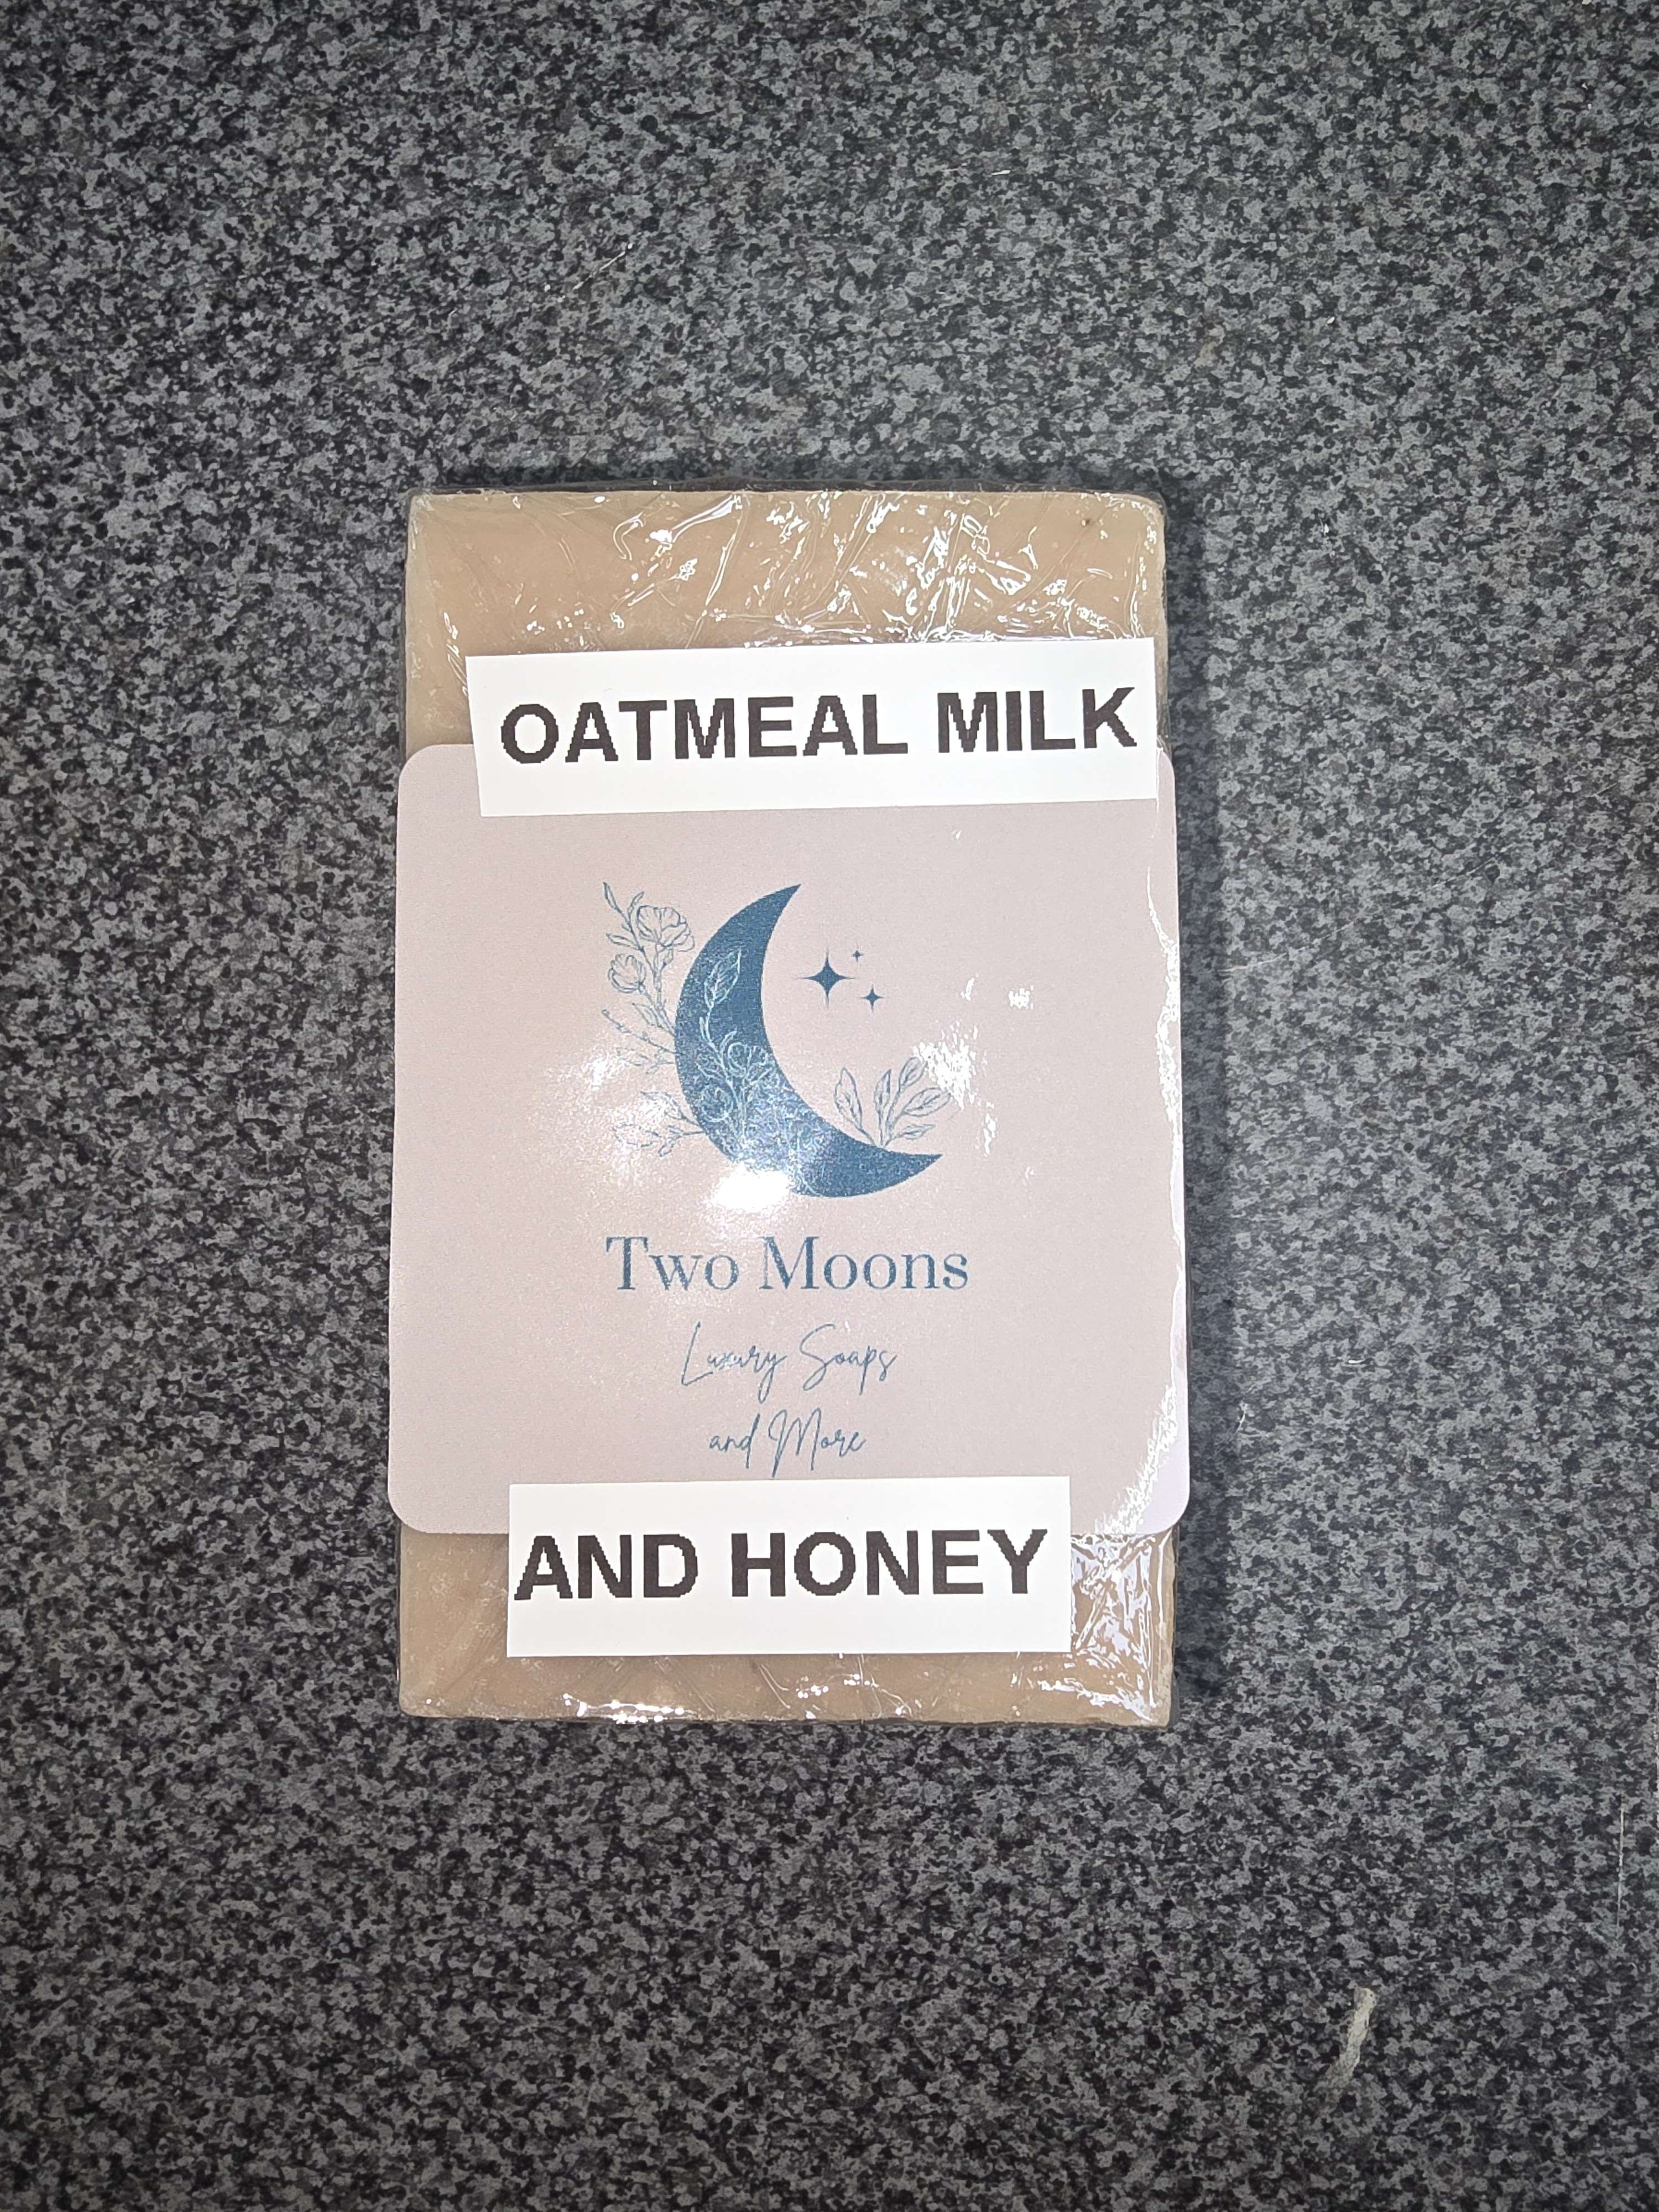 OATMEAL MILK
Two Moons
Luxury Soaps
and More
AND HONEY